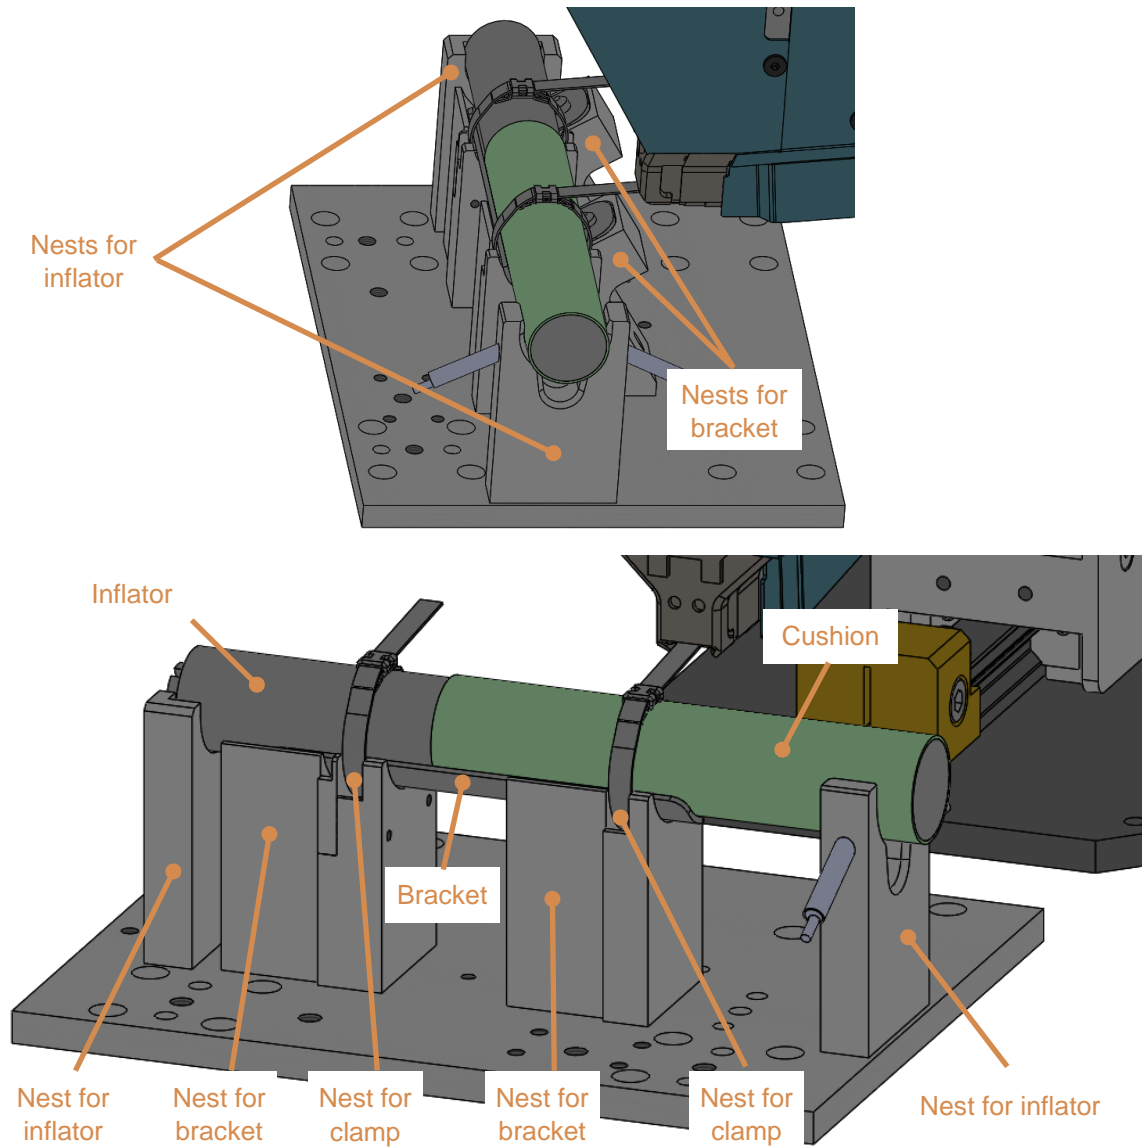 Nests for
inflator
Nests for
bracket
Inflator
Cushion
Bracket
Nest for
inflator
Nest for
bracket
Nest for
clamp
Nest for
bracket
Nest for
clamp
Nest for inflator